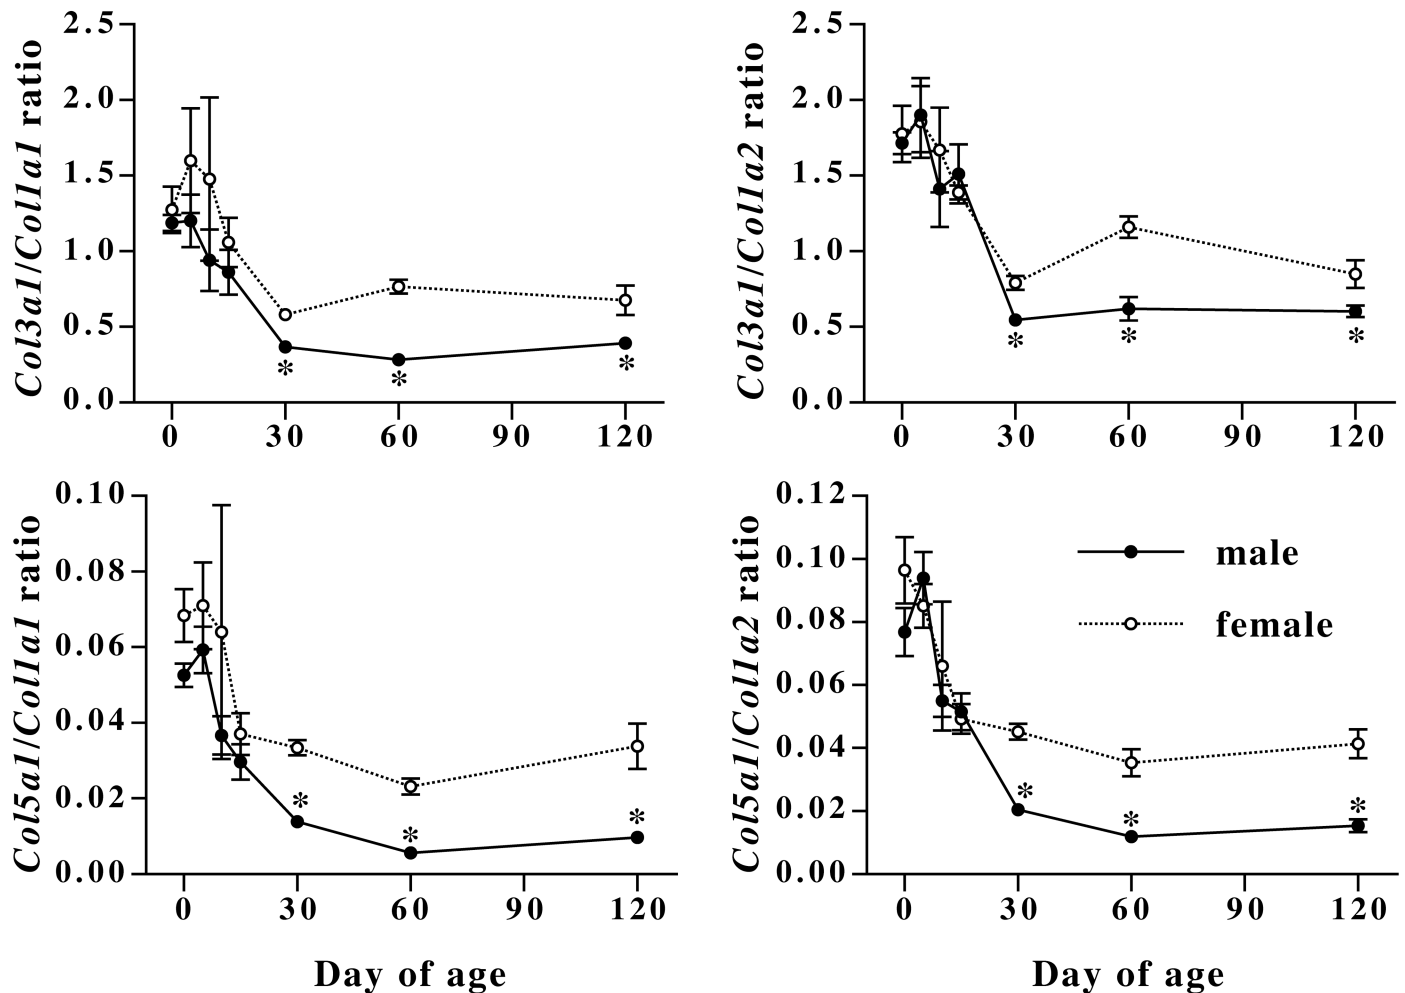 Col3a1/Col1a1 ratio
2.5
2.0
1.5
1.0
0.5
0.0
* * *
0 30 60 90 120
Col3a1/Col1a2 ratio
2.5
2.0
1.5
1.0
0.5
0.0
* * *
0 30 60 90 120
Col5a1/Col1a1 ratio
0.10
0.08
0.06
0.04
0.02
0.00
* * *
0 30 60 90 120
Day of age
Col5a1/Col1a2 ratio
0.12
0.10
0.08
0.06
0.04
0.02
0.00
male
female
* * *
0 30 60 90 120
Day of age